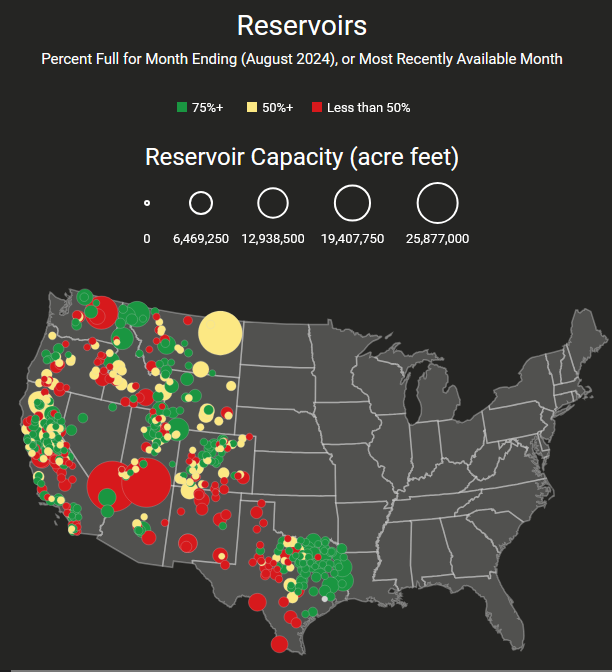 Reservoirs
Percent Full for Month Ending (August 2024), or Most Recently Available Month
75%+ 50%+ Less than 50%
Reservoir Capacity (acre feet)
0 6,469,250 12,938,500 19,407,750 25,877,000